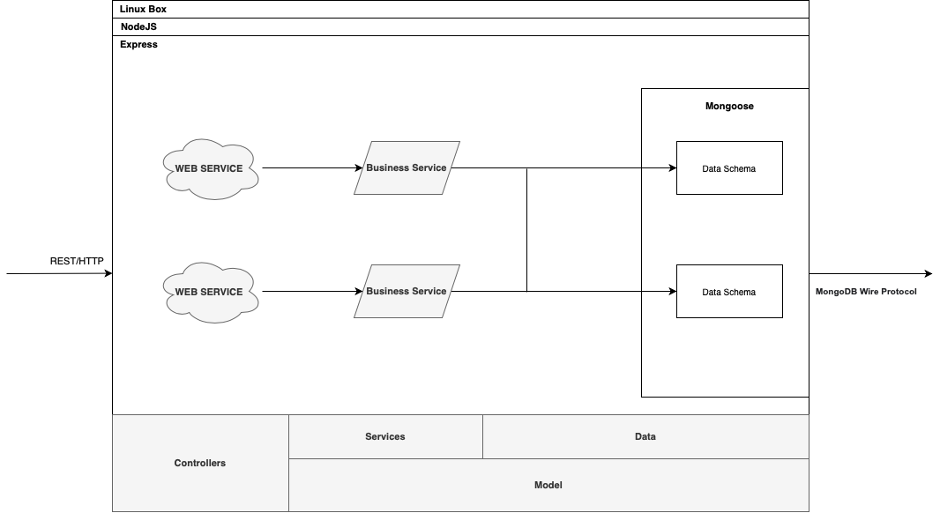 Linux Box
NodeJS
Express
Mongoose
WEB SERVICE
Business Service
Data Schema
REST/HTTP
WEB SERVICE
Business Service
Data Schema
MongoDB Wire Protocol
Services
Data
Controllers
Model